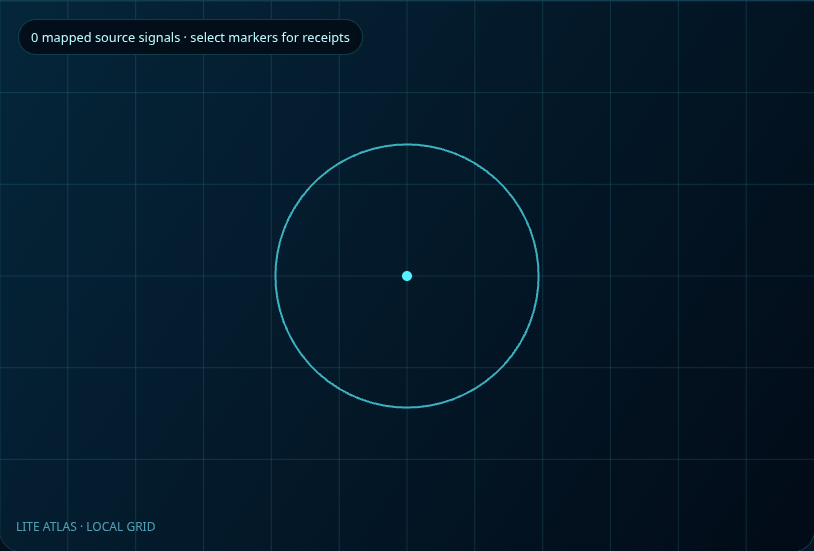 0 mapped source signals · select markers for receipts
LITE ATLAS · LOCAL GRID